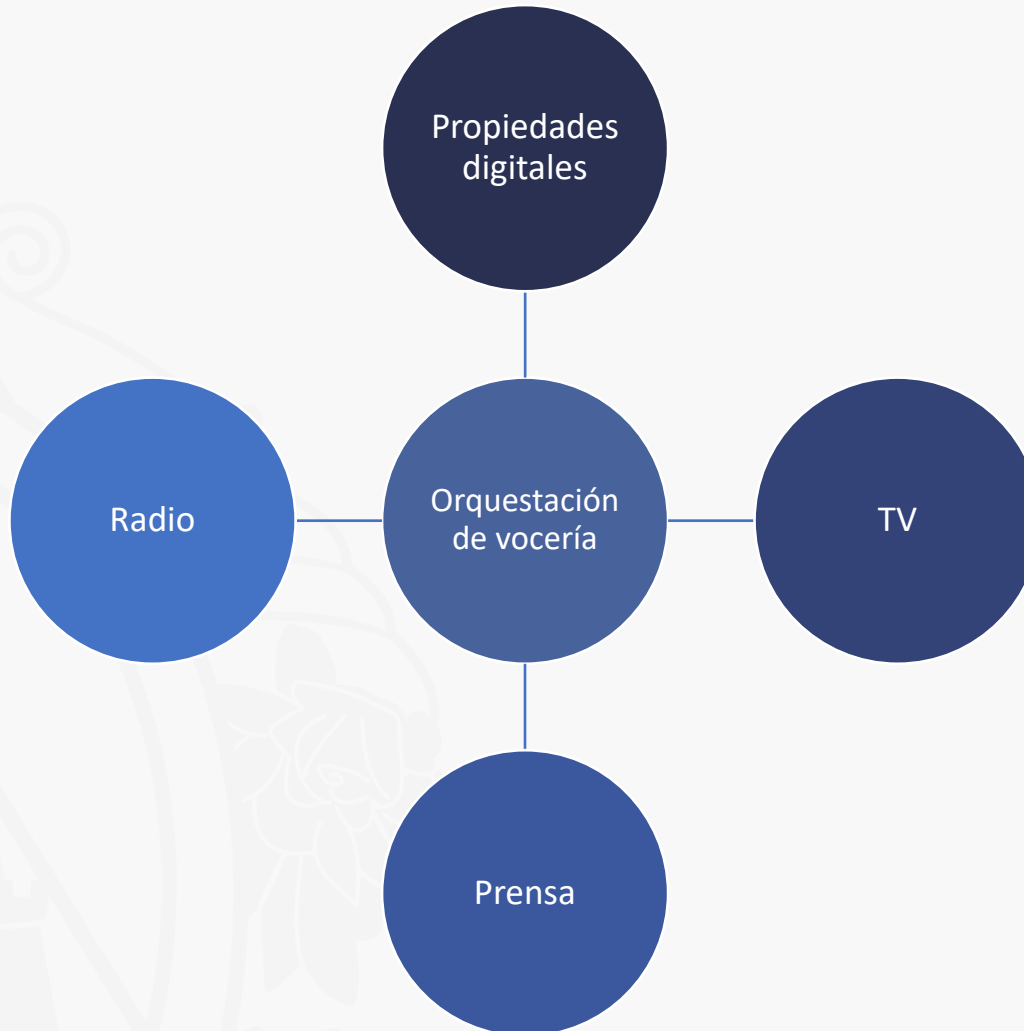 Propiedades
digitales
Radio
Orquestación
de vocería
TV
Prensa